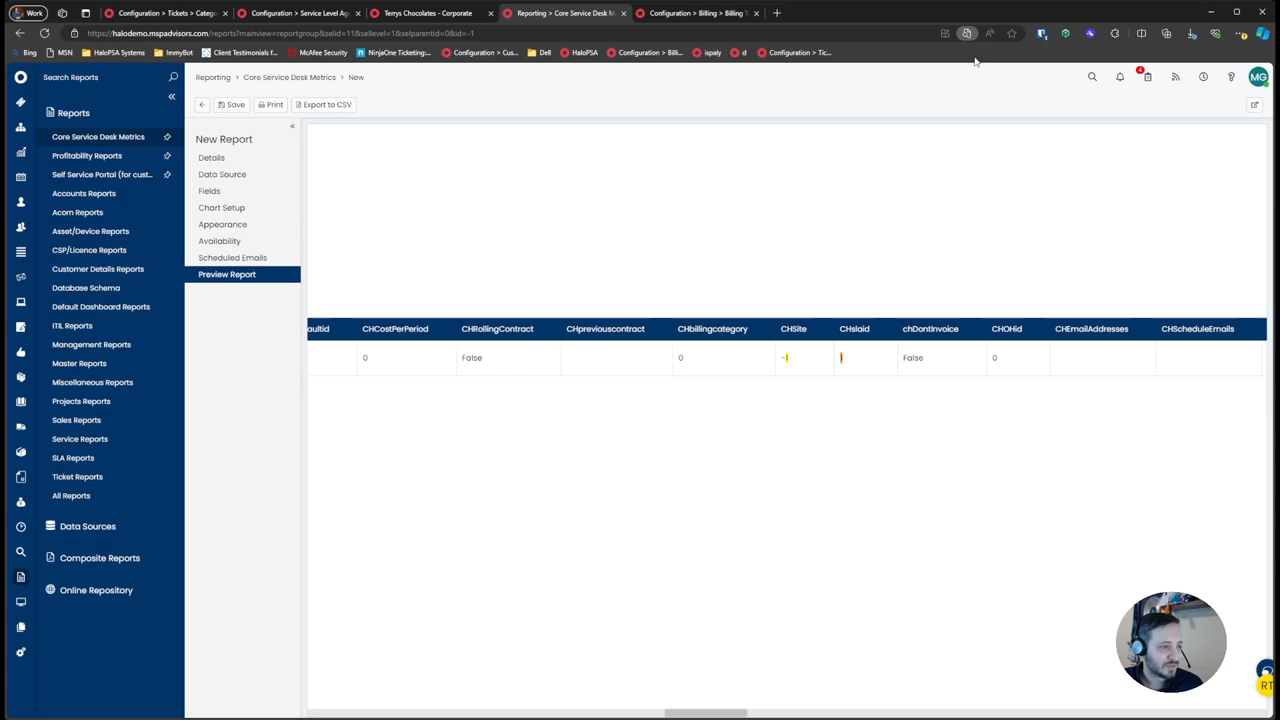 Work
Configuration > Tickets > Categ
Configuration > Service Level Ag
Terrys Chocolates - Corporate
Reporting > Core Service Desk M
Configuration > Billing > Billing T
https://halodemo.mspadvisors.com/reports?mainview=reportgroup&selid=11&sellevel=1&selparentid=0&id=-1
Bing
MSN
HaloPSA Systems
ImmyBot
Client Testimonials f...
McAfee Security
NinjaOne Ticketing:...
Configuration > Cus...
Dell
HaloPSA
Configuration > Billi...
ispaly
d
Configuration > Tic...
Search Reports
Reporting > Core Service Desk Metrics > New
4
MG
Reports
Save
Print
Export to CSV
Core Service Desk Metrics
Profitability Reports
Self Service Portal (for cust...
Accounts Reports
Acorn Reports
Asset/Device Reports
CSP/Licence Reports
Customer Details Reports
Database Schema
Default Dashboard Reports
ITIL Reports
Management Reports
Master Reports
Miscellaneous Reports
Projects Reports
Sales Reports
Service Reports
SLA Reports
Ticket Reports
All Reports
Data Sources
Composite Reports
Online Repository
New Report
Details
Data Source
Fields
Chart Setup
Appearance
Availability
Scheduled Emails
Preview Report
aultid CHCostPerPeriod CHRollingContract CHpreviouscontract CHbillingcategory CHSite CHslaid chDontInvoice CHOHid CHEmailAddresses CHScheduleEmails
0 False 0 False 0
RT